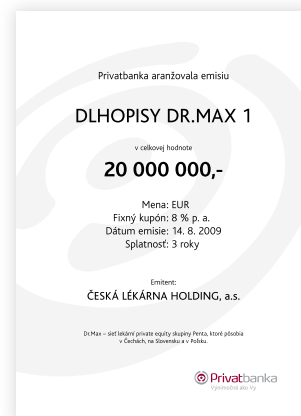 Privatbanka aranžovala emisiu
DLHOPISY DR.MAX 1
v celkovej hodnote
20 000 000,-
Mena: EUR
Fixný kupón: 8 % p. a.
Dátum emisie: 14. 8. 2009
Splatnosť: 3 roky
Emitent:
ČESKÁ LÉKÁRNA HOLDING, a.s.
Dr.Max – sieť lekární private equity skupiny Penta, ktoré pôsobia
v Čechách, na Slovensku a v Poľsku.
Privatbanka
Výnimočná ako Vy